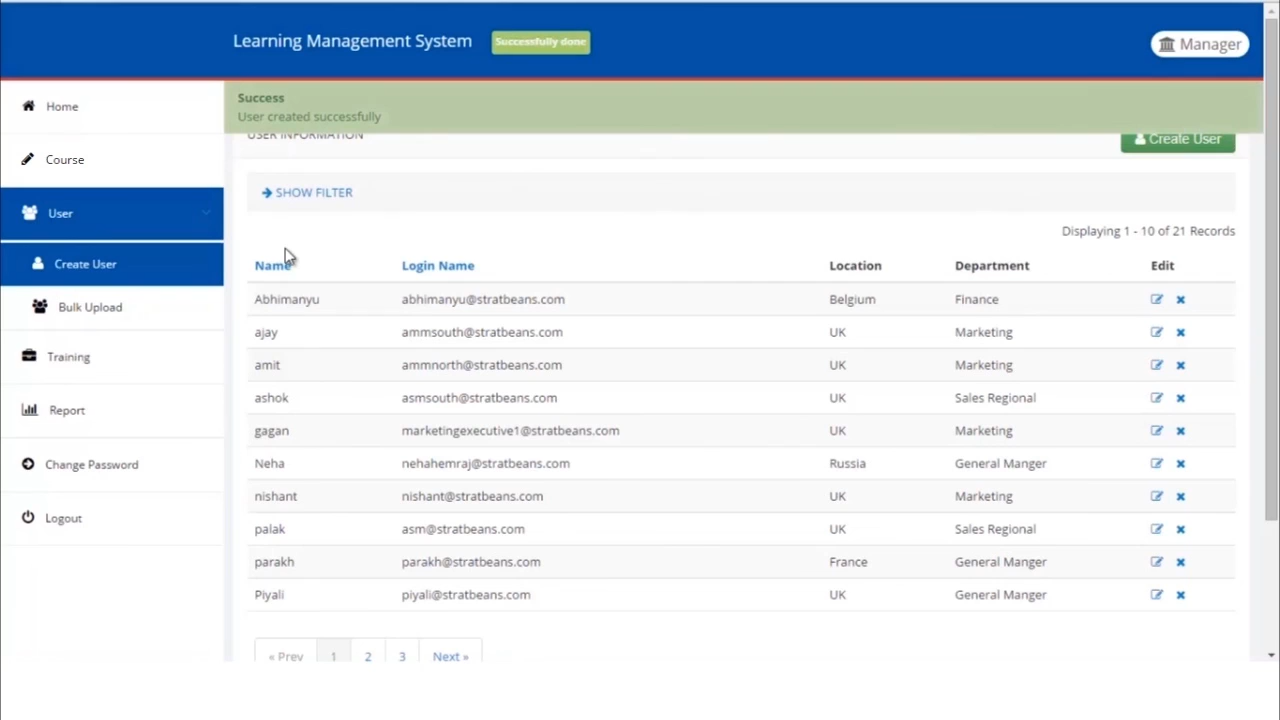 Learning Management System Successfully done
Manager
Success
User created successfully
USER INFORMATION
Create User
Home
Course
User
Create User
Bulk Upload
Training
Report
Change Password
Logout
SHOW FILTER
Displaying 1 - 10 of 21 Records
Name Login Name Location Department Edit
Abhimanyu abhimanyu@stratbeans.com Belgium Finance
ajay ammsouth@stratbeans.com UK Marketing
amit ammnorth@stratbeans.com UK Marketing
ashok asmsouth@stratbeans.com UK Sales Regional
gagan marketingexecutive1@stratbeans.com UK Marketing
Neha nehahemraj@stratbeans.com Russia General Manger
nishant nishant@stratbeans.com UK Marketing
palak asm@stratbeans.com UK Sales Regional
parakh parakh@stratbeans.com France General Manger
Piyali piyali@stratbeans.com UK General Manger
« Prev 1 2 3 Next »